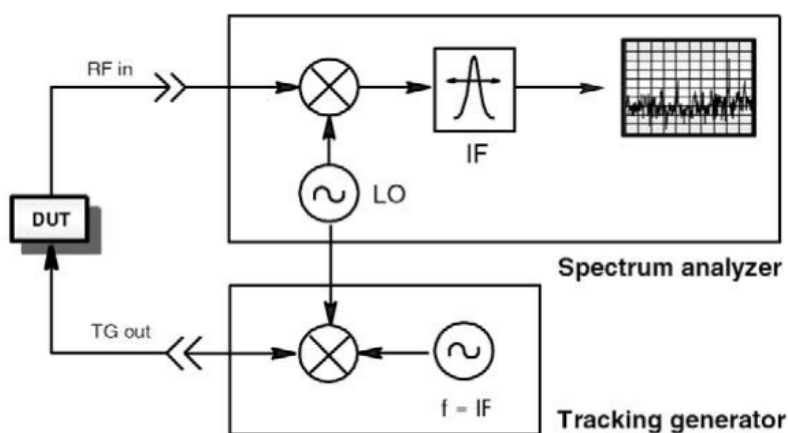 RF in
IF
LO
DUT
Spectrum analyzer
TG out
f = IF
Tracking generator